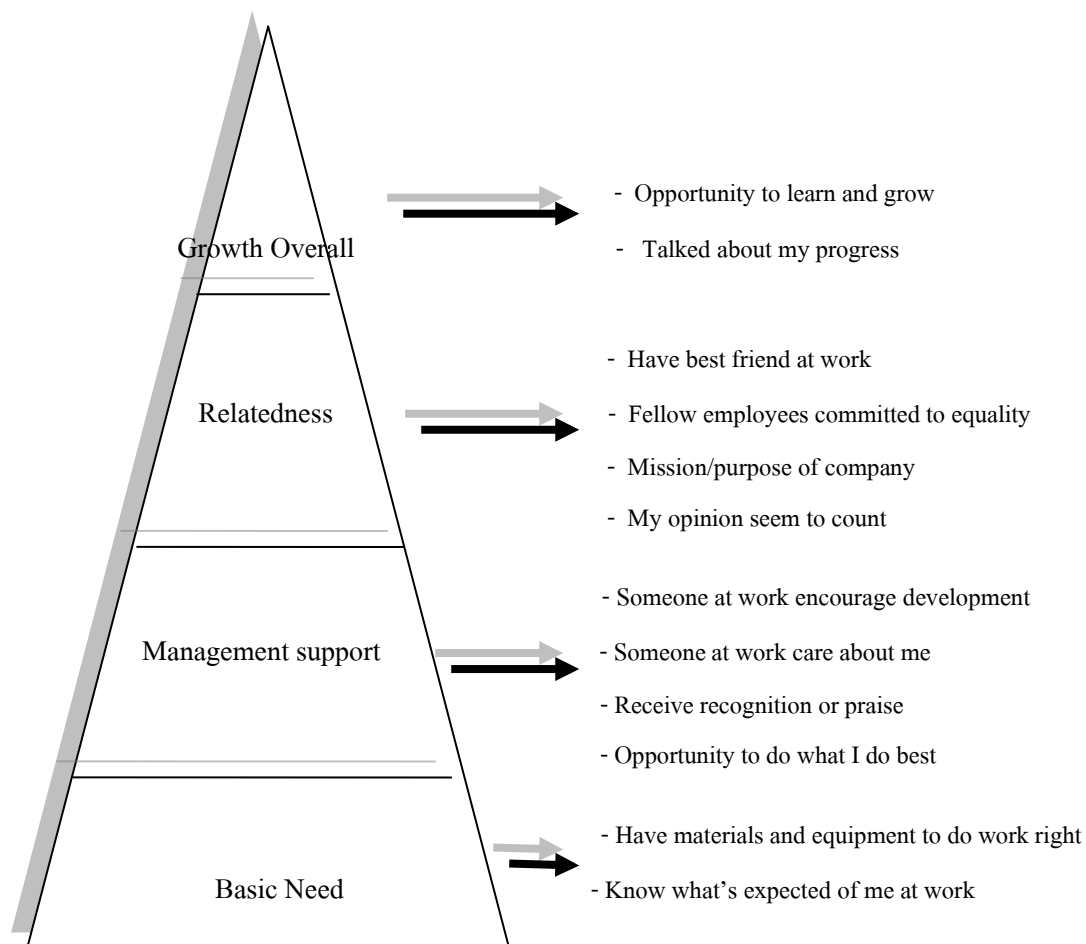 - Opportunity to learn and grow
Growth Overall
- Talked about my progress
- Have best friend at work
Relatedness
- Fellow employees committed to equality
- Mission/purpose of company
- My opinion seem to count
- Someone at work encourage development
Management support
- Someone at work care about me
- Receive recognition or praise
- Opportunity to do what I do best
- Have materials and equipment to do work right
Basic Need
- Know what’s expected of me at work